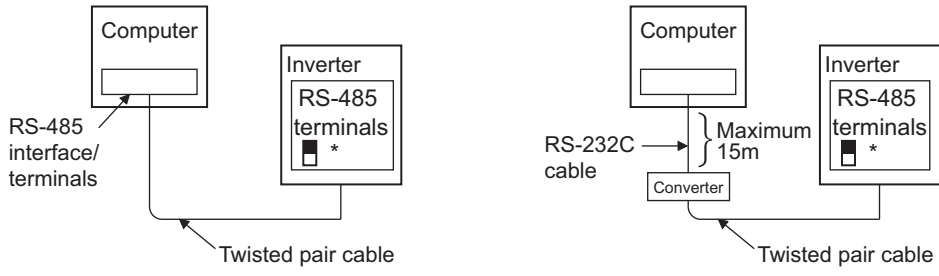 Computer
Inverter
RS-485
terminals
*
RS-485
interface/
terminals
Twisted pair cable
Computer
Inverter
RS-485
terminals
*
RS-232C
cable
Maximum
15m
Converter
Twisted pair cable